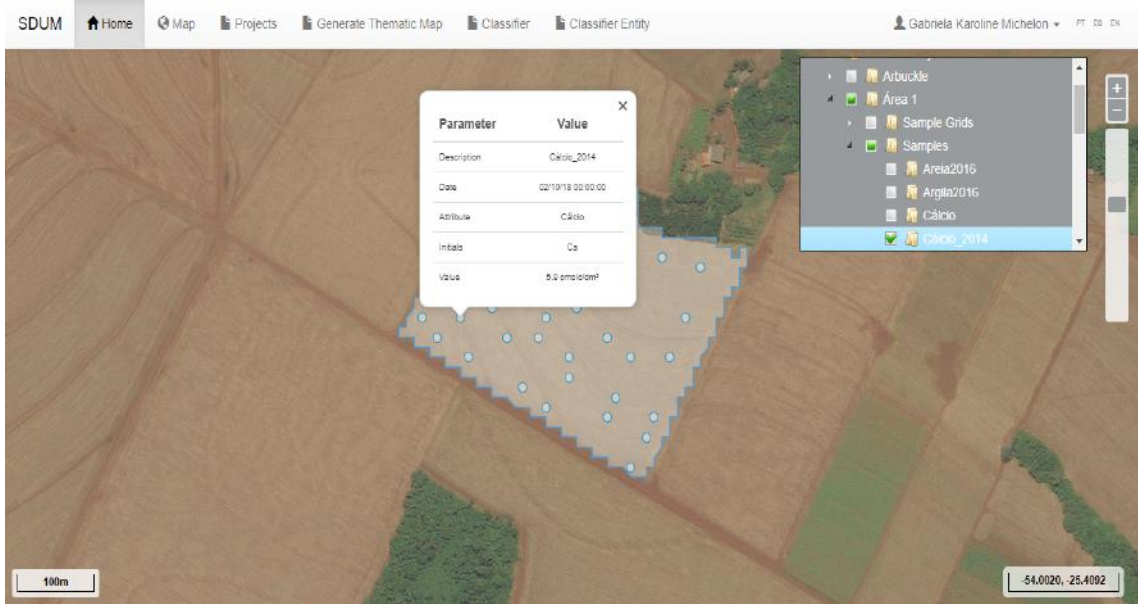 SDUM Home Map Projects Generate Thematic Map Classifier Classifier Entity Gabriela Karoline Michelon PT ES EN
Arbuckle
Área 1
Sample Grids
Samples
Areia2016
Argila2016
Cálcio
Cálcio_2014
+
−
×
Parameter Value
Description Cálcio_2014
Date 02/10/18 00:00:00
Attribute Cálcio
Initials Ca
Value 5.9 cmolc/dm³
100m
-54.0020, -25.4092